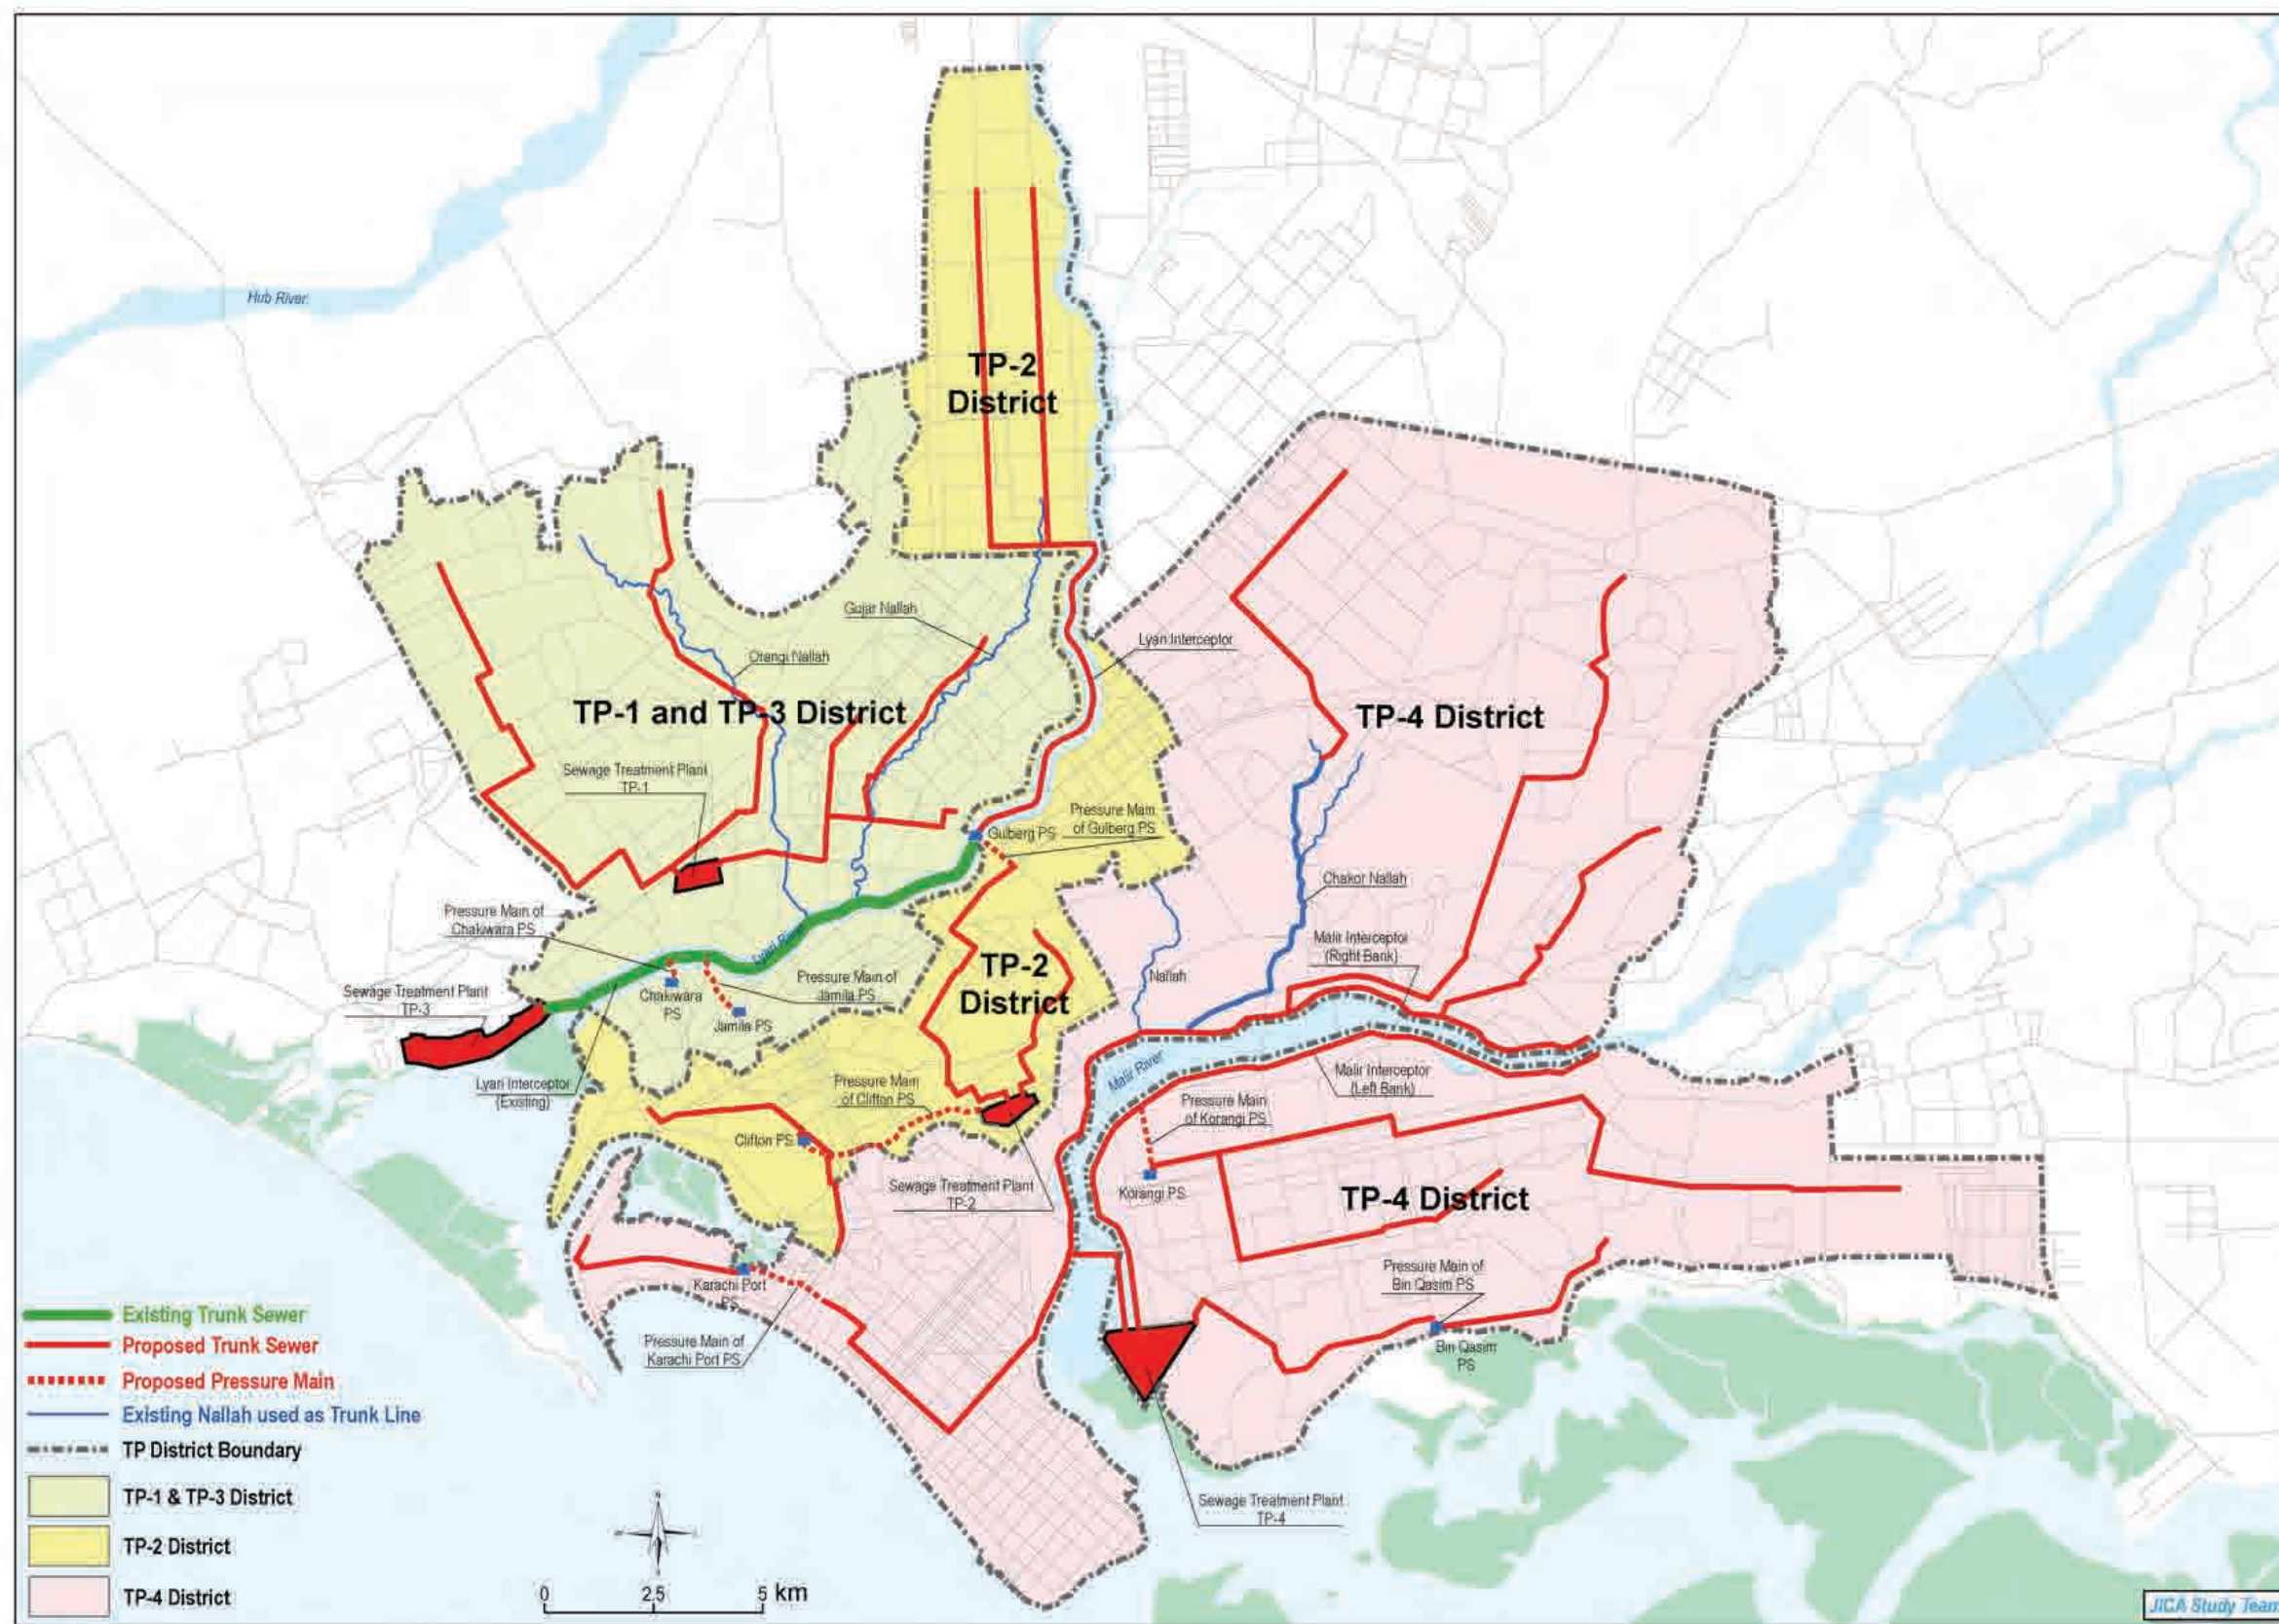 Hub River
TP-2
District
Gujar Nallah
Lyari Interceptor
Orangi Nallah
TP-1 and TP-3 District
TP-4 District
Sewage Treatment Plant
TP-1
Gulberg PS
Pressure Main
of Gulberg PS
Chakor Nallah
Pressure Main of
Chakiwara PS
Lyari River
Malir Interceptor
(Right Bank)
TP-2
District
Nallah
Pressure Main of
Jamila PS
Chakiwara
PS
Jamila PS
Sewage Treatment Plant
TP-3
Malir River
Lyari Interceptor
(Existing)
Pressure Main
of Clifton PS
Malir Interceptor
(Left Bank)
Pressure Main
of Korangi PS
Clifton PS
Sewage Treatment Plant
TP-2
Korangi PS
TP-4 District
Karachi Port
PS
Pressure Main of
Bin Qasim PS
Pressure Main of
Karachi Port PS
Bin Qasim
PS
Sewage Treatment Plant
TP-4
Existing Trunk Sewer
Proposed Trunk Sewer
Proposed Pressure Main
Existing Nallah used as Trunk Line
TP District Boundary
TP-1 & TP-3 District
TP-2 District
TP-4 District
N
0 2.5 5 km
JICA Study Team